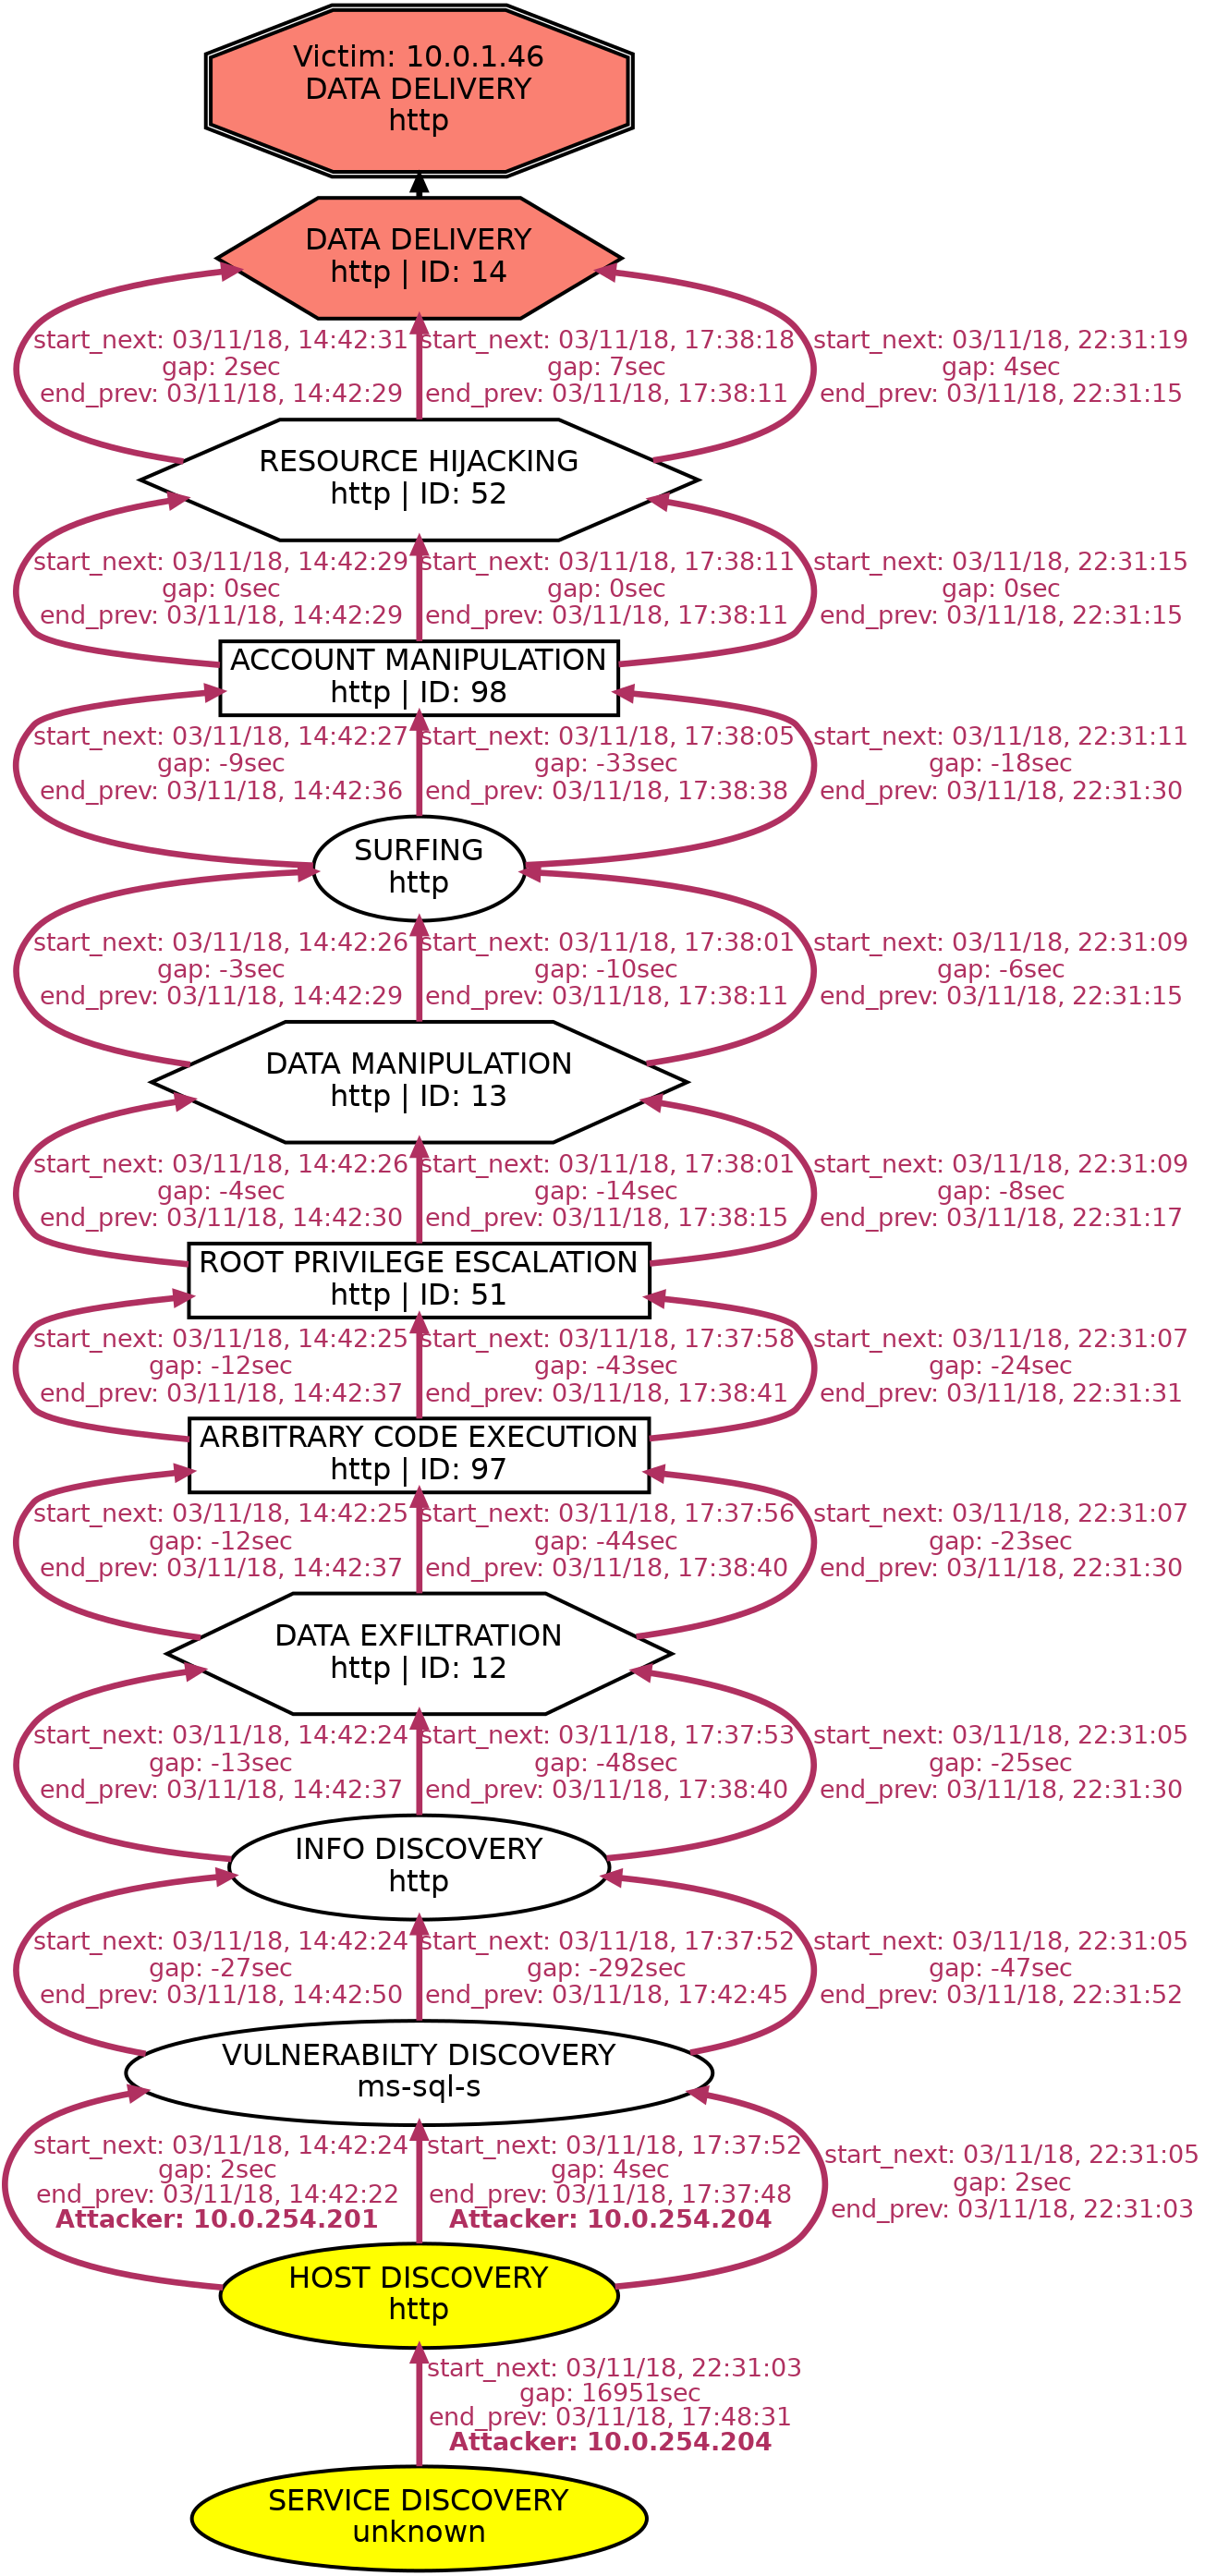 Victim: 10.0.1.46
DATA DELIVERY
http
DATA DELIVERY
http | ID: 14
start_next: 03/11/18, 14:42:31
gap: 2sec
end_prev: 03/11/18, 14:42:29
start_next: 03/11/18, 17:38:18
gap: 7sec
end_prev: 03/11/18, 17:38:11
start_next: 03/11/18, 22:31:19
gap: 4sec
end_prev: 03/11/18, 22:31:15
RESOURCE HIJACKING
http | ID: 52
start_next: 03/11/18, 14:42:29
gap: 0sec
end_prev: 03/11/18, 14:42:29
start_next: 03/11/18, 17:38:11
gap: 0sec
end_prev: 03/11/18, 17:38:11
start_next: 03/11/18, 22:31:15
gap: 0sec
end_prev: 03/11/18, 22:31:15
ACCOUNT MANIPULATION
http | ID: 98
start_next: 03/11/18, 14:42:27
gap: -9sec
end_prev: 03/11/18, 14:42:36
start_next: 03/11/18, 17:38:05
gap: -33sec
end_prev: 03/11/18, 17:38:38
start_next: 03/11/18, 22:31:11
gap: -18sec
end_prev: 03/11/18, 22:31:30
SURFING
http
start_next: 03/11/18, 14:42:26
gap: -3sec
end_prev: 03/11/18, 14:42:29
start_next: 03/11/18, 17:38:01
gap: -10sec
end_prev: 03/11/18, 17:38:11
start_next: 03/11/18, 22:31:09
gap: -6sec
end_prev: 03/11/18, 22:31:15
DATA MANIPULATION
http | ID: 13
start_next: 03/11/18, 14:42:26
gap: -4sec
end_prev: 03/11/18, 14:42:30
start_next: 03/11/18, 17:38:01
gap: -14sec
end_prev: 03/11/18, 17:38:15
start_next: 03/11/18, 22:31:09
gap: -8sec
end_prev: 03/11/18, 22:31:17
ROOT PRIVILEGE ESCALATION
http | ID: 51
start_next: 03/11/18, 14:42:25
gap: -12sec
end_prev: 03/11/18, 14:42:37
start_next: 03/11/18, 17:37:58
gap: -43sec
end_prev: 03/11/18, 17:38:41
start_next: 03/11/18, 22:31:07
gap: -24sec
end_prev: 03/11/18, 22:31:31
ARBITRARY CODE EXECUTION
http | ID: 97
start_next: 03/11/18, 14:42:25
gap: -12sec
end_prev: 03/11/18, 14:42:37
start_next: 03/11/18, 17:37:56
gap: -44sec
end_prev: 03/11/18, 17:38:40
start_next: 03/11/18, 22:31:07
gap: -23sec
end_prev: 03/11/18, 22:31:30
DATA EXFILTRATION
http | ID: 12
start_next: 03/11/18, 14:42:24
gap: -13sec
end_prev: 03/11/18, 14:42:37
start_next: 03/11/18, 17:37:53
gap: -48sec
end_prev: 03/11/18, 17:38:40
start_next: 03/11/18, 22:31:05
gap: -25sec
end_prev: 03/11/18, 22:31:30
INFO DISCOVERY
http
start_next: 03/11/18, 14:42:24
gap: -27sec
end_prev: 03/11/18, 14:42:50
start_next: 03/11/18, 17:37:52
gap: -292sec
end_prev: 03/11/18, 17:42:45
start_next: 03/11/18, 22:31:05
gap: -47sec
end_prev: 03/11/18, 22:31:52
VULNERABILTY DISCOVERY
ms-sql-s
start_next: 03/11/18, 14:42:24
gap: 2sec
end_prev: 03/11/18, 14:42:22
Attacker: 10.0.254.201
start_next: 03/11/18, 17:37:52
gap: 4sec
end_prev: 03/11/18, 17:37:48
Attacker: 10.0.254.204
start_next: 03/11/18, 22:31:05
gap: 2sec
end_prev: 03/11/18, 22:31:03
HOST DISCOVERY
http
start_next: 03/11/18, 22:31:03
gap: 16951sec
end_prev: 03/11/18, 17:48:31
Attacker: 10.0.254.204
SERVICE DISCOVERY
unknown